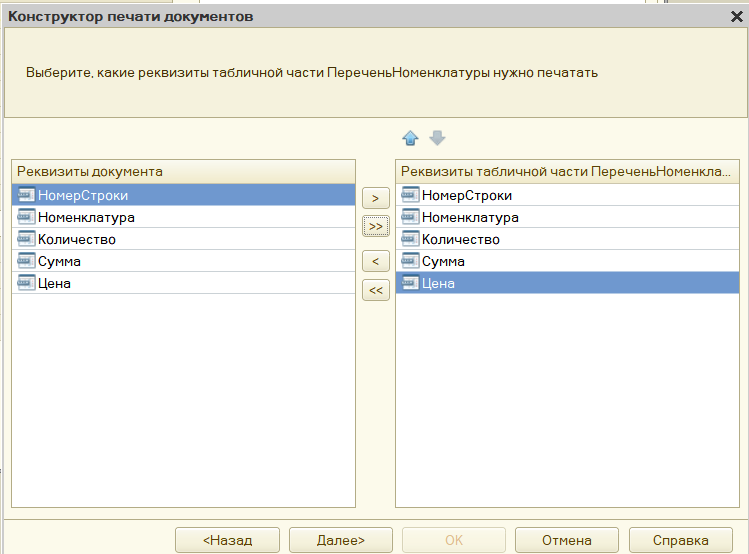 Конструктор печати документов
Выберите, какие реквизиты табличной части ПереченьНоменклатуры нужно печатать
Реквизиты документа
НомерСтроки
Номенклатура
Количество
Сумма
Цена
>
>>
<
<<
Реквизиты табличной части ПереченьНоменкла...
НомерСтроки
Номенклатура
Количество
Сумма
Цена
<Назад
Далее>
OK
Отмена
Справка